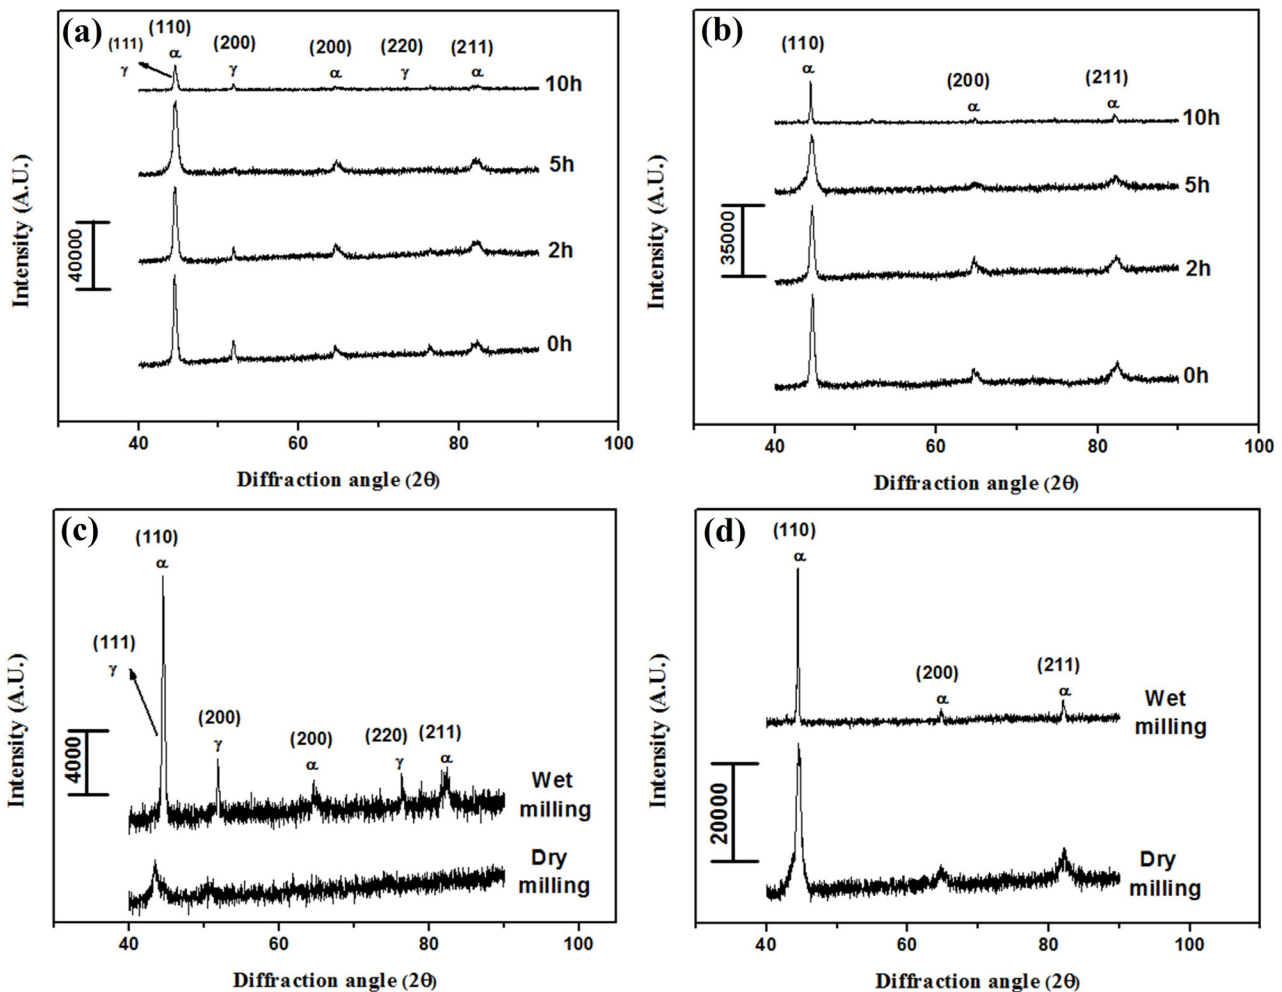 (a)
(111)
γ
(110)
α
(200)
γ
(200)
α
(220)
γ
(211)
α
10h
5h
2h
0h
40000
Intensity (A.U.)
40
60
80
100
Diffraction angle (2θ)
(b)
(110)
α
(200)
α
(211)
α
10h
5h
2h
0h
35000
Intensity (A.U.)
40
60
80
100
Diffraction angle (2θ)
(c)
(110)
α
(111)
γ
(200)
γ
(200)
α
(220)
γ
(211)
α
Wet
milling
Dry
milling
4000
Intensity (A.U.)
40
60
80
100
Diffraction angle (2θ)
(d)
(110)
α
(200)
α
(211)
α
Wet
milling
Dry
milling
20000
Intensity (A.U.)
40
60
80
100
Diffraction angle (2θ)